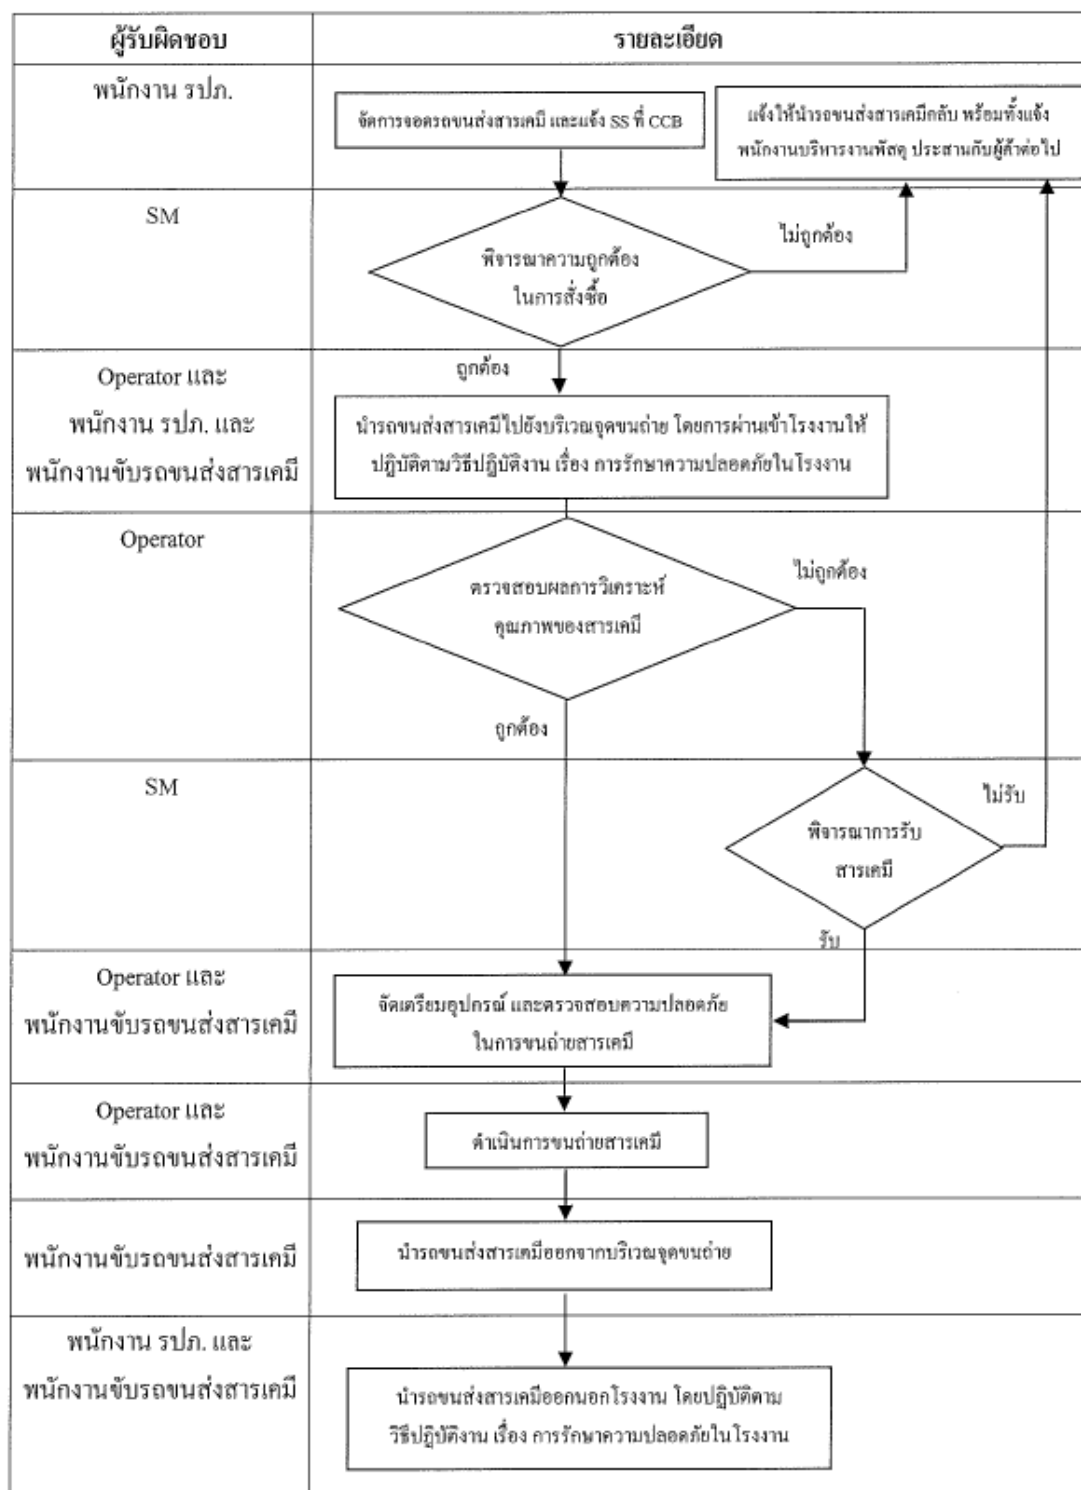 ผู้รับผิดชอบ
รายละเอียด
พนักงาน รปภ.
จัดการจอดรถขนส่งสารเคมี และแจ้ง SS ที่ CCB
แจ้งให้นำรถขนส่งสารเคมีกลับ พร้อมทั้งแจ้ง
พนักงานบริหารงานพัสดุ ประสานกับผู้ค้าต่อไป
SM
พิจารณาความถูกต้อง
ในการสั่งซื้อ
ไม่ถูกต้อง
ถูกต้อง
Operator และ
พนักงาน รปภ. และ
พนักงานขับรถขนส่งสารเคมี
นำรถขนส่งสารเคมีไปยังบริเวณจุดขนถ่าย โดยการผ่านเข้าโรงงานให้
ปฏิบัติตามวิธีปฏิบัติงาน เรื่อง การรักษาความปลอดภัยในโรงงาน
Operator
ตรวจสอบผลการวิเคราะห์
คุณภาพของสารเคมี
ไม่ถูกต้อง
ถูกต้อง
SM
พิจารณาการรับ
สารเคมี
ไม่รับ
รับ
Operator และ
พนักงานขับรถขนส่งสารเคมี
จัดเตรียมอุปกรณ์ และตรวจสอบความปลอดภัย
ในการขนถ่ายสารเคมี
Operator และ
พนักงานขับรถขนส่งสารเคมี
ดำเนินการขนถ่ายสารเคมี
พนักงานขับรถขนส่งสารเคมี
นำรถขนส่งสารเคมีออกจากบริเวณจุดขนถ่าย
พนักงาน รปภ. และ
พนักงานขับรถขนส่งสารเคมี
นำรถขนส่งสารเคมีออกนอกโรงงาน โดยปฏิบัติตาม
วิธีปฏิบัติงาน เรื่อง การรักษาความปลอดภัยในโรงงาน